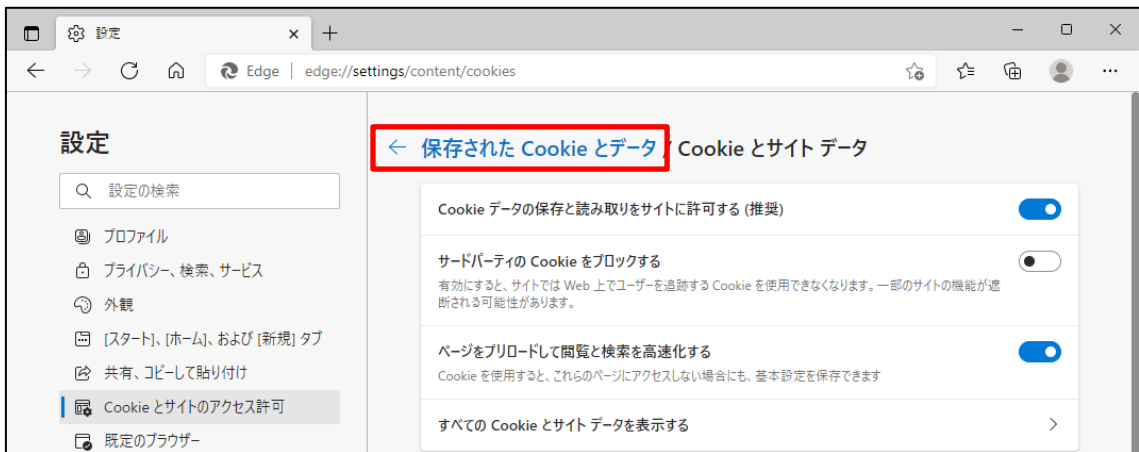 設定
Edge edge://settings/content/cookies
設定
設定の検索
プロファイル
プライバシー、検索、サービス
外観
[スタート]、[ホーム]、および [新規] タブ
共有、コピーして貼り付け
Cookie とサイトのアクセス許可
既定のブラウザー
保存された Cookie とデータ / Cookie とサイト データ
Cookie データの保存と読み取りをサイトに許可する (推奨)
サードパーティの Cookie をブロックする
有効にすると、サイトでは Web 上でユーザーを追跡する Cookie を使用できなくなります。一部のサイトの機能が遮
断される可能性があります。
ページをプリロードして閲覧と検索を高速化する
Cookie を使用すると、これらのページにアクセスしない場合にも、基本設定を保存できます
すべての Cookie とサイト データを表示する